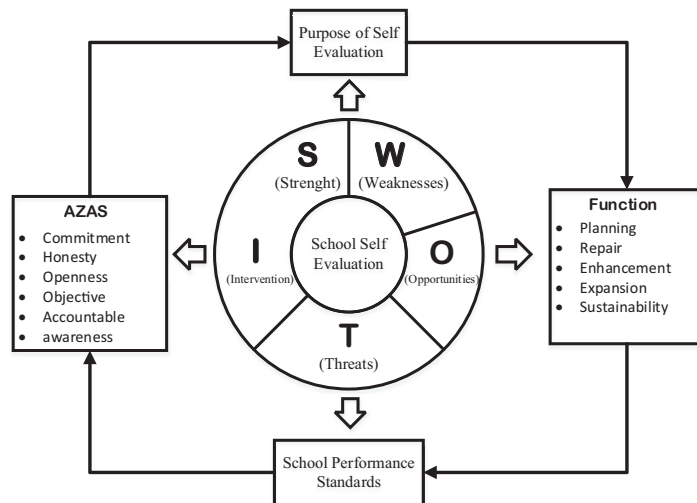 Purpose of Self
Evaluation
S
(Strenght)
W
(Weaknesses)
AZAS
• Commitment
• Honesty
• Openness
• Objective
• Accountable
• awareness
I
(Intervention)
School Self
Evaluation
O
(Opportunities)
Function
• Planning
• Repair
• Enhancement
• Expansion
• Sustainability
T
(Threats)
School Performance
Standards